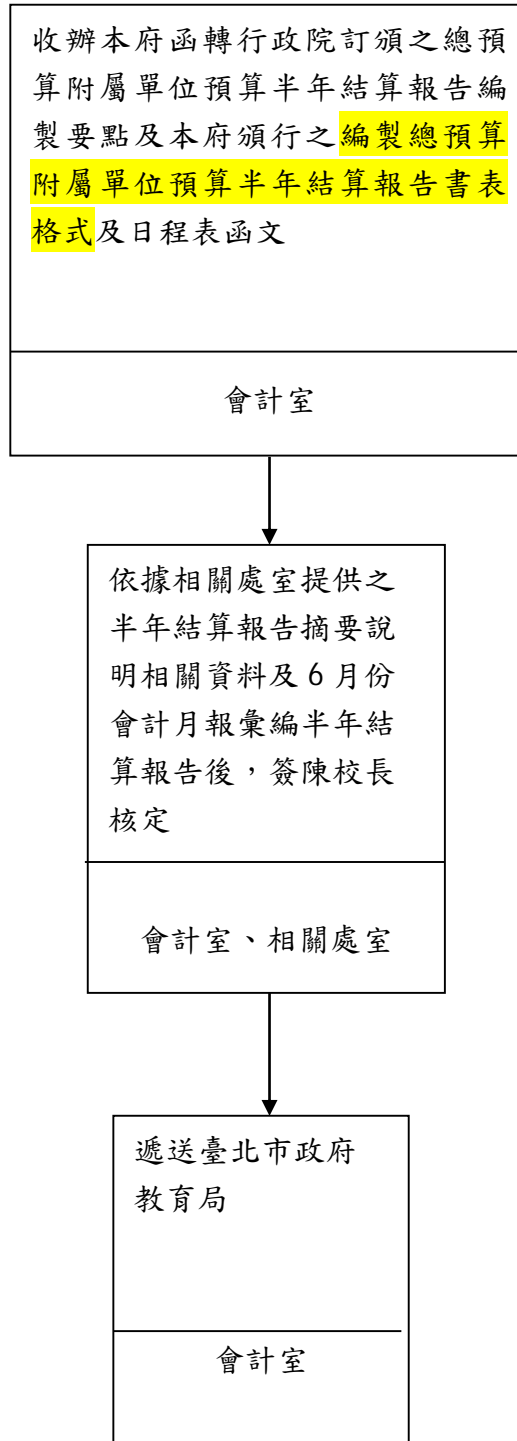 收辦本府函轉行政院訂頒之總預
算附屬單位預算半年結算報告編
製要點及本府頒行之編製總預算
附屬單位預算半年結算報告書表
格式及日程表函文
會計室
依據相關處室提供之
半年結算報告摘要說
明相關資料及6月份
會計月報彙編半年結
算報告後，簽陳校長
核定
會計室、相關處室
遞送臺北市政府
教育局
會計室